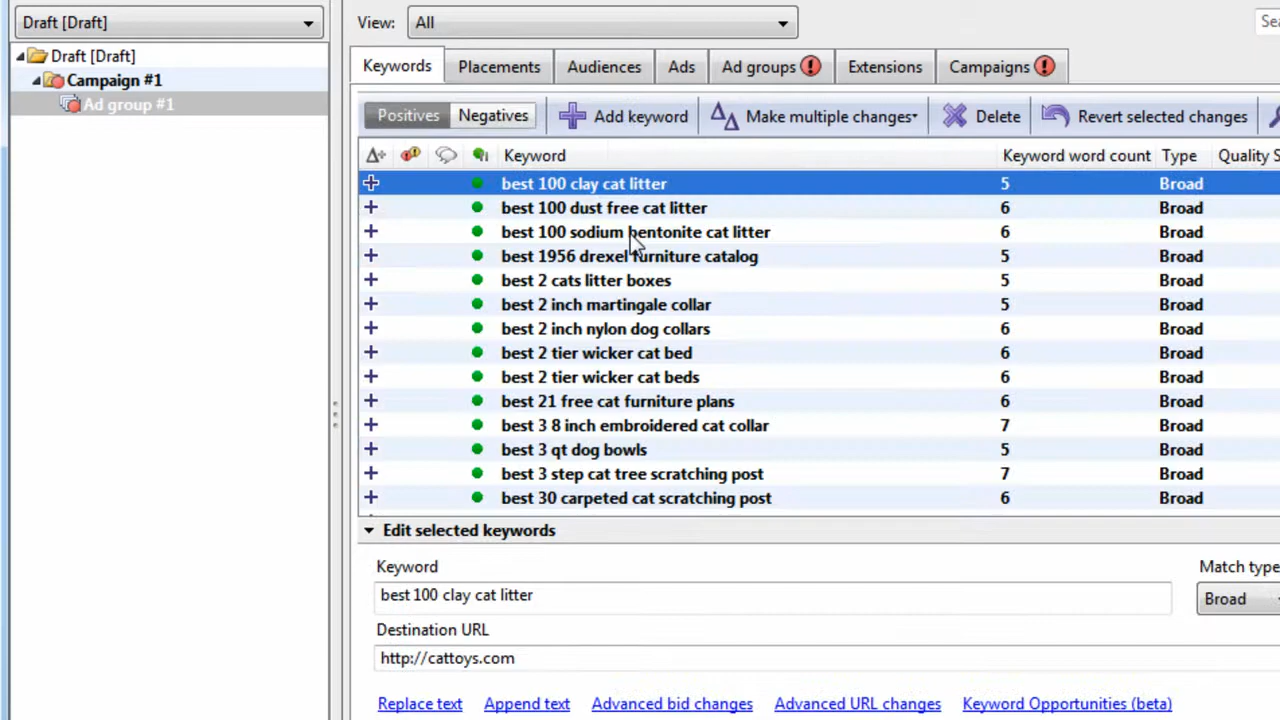 Draft [Draft]
View: All
Sea
Draft [Draft]
Campaign #1
Ad group #1
Keywords Placements Audiences Ads Ad groups Extensions Campaigns
Positives Negatives Add keyword Make multiple changes Delete Revert selected changes
Keyword Keyword word count Type Quality S
best 100 clay cat litter 5 Broad
best 100 dust free cat litter 6 Broad
best 100 sodium bentonite cat litter 6 Broad
best 1956 drexel furniture catalog 5 Broad
best 2 cats litter boxes 5 Broad
best 2 inch martingale collar 5 Broad
best 2 inch nylon dog collars 6 Broad
best 2 tier wicker cat bed 6 Broad
best 2 tier wicker cat beds 6 Broad
best 21 free cat furniture plans 6 Broad
best 3 8 inch embroidered cat collar 7 Broad
best 3 qt dog bowls 5 Broad
best 3 step cat tree scratching post 7 Broad
best 30 carpeted cat scratching post 6 Broad
Edit selected keywords
Keyword Match type
best 100 clay cat litter Broad
Destination URL
http://cattoys.com
Replace text Append text Advanced bid changes Advanced URL changes Keyword Opportunities (beta)